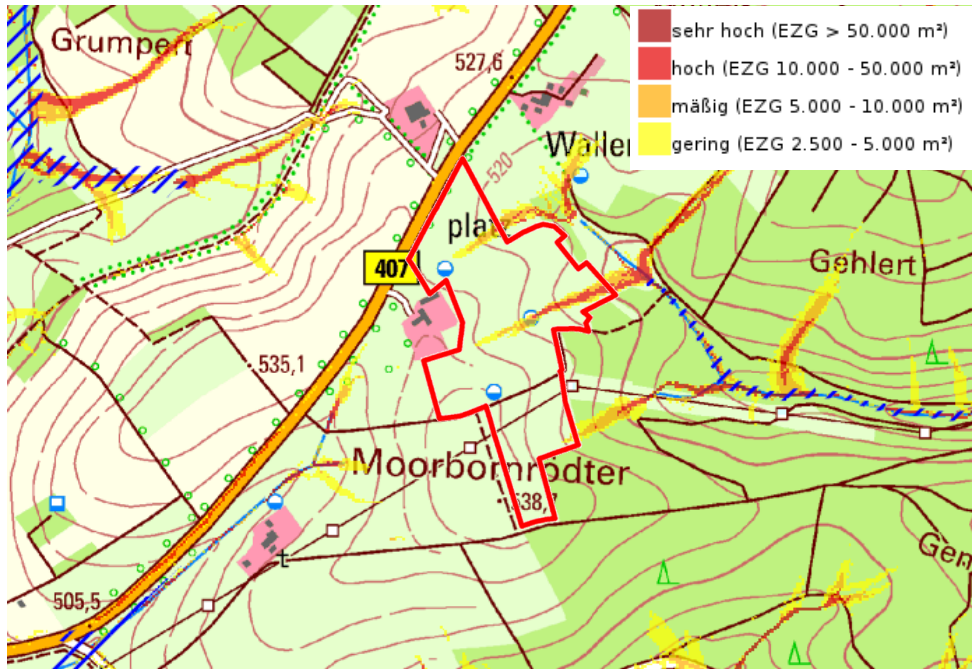 sehr hoch (EZG > 50.000 m²)
hoch (EZG 10.000 - 50.000 m²)
mäßig (EZG 5.000 - 10.000 m²)
gering (EZG 2.500 - 5.000 m²)
Grumpert
527,6
Waller
520
plat
407
Gehlert
535,1
Moorbornrödter
538,7
505,5
Gem